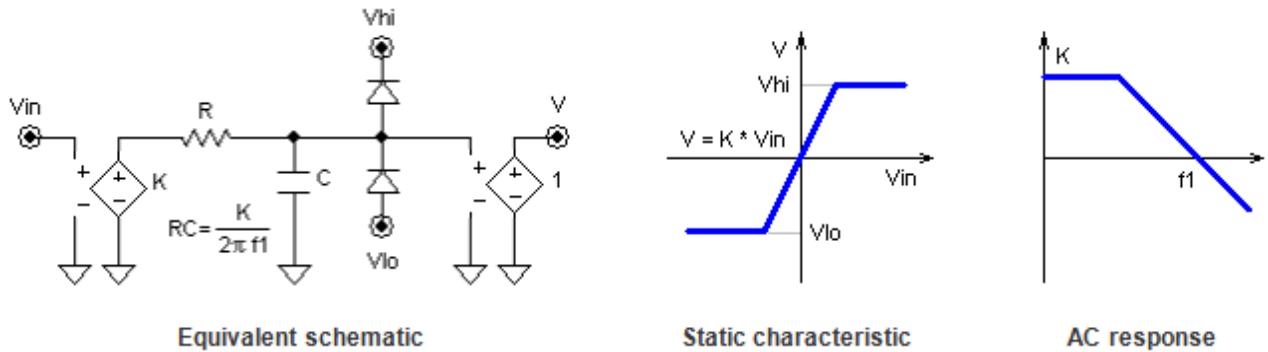 Vhi
Vin
R
V
+
−
+
−
K
C
RC= K
2π f1
Vlo
+
−
+
−
1
Equivalent schematic
V
Vhi
V = K * Vin
Vin
Vlo
Static characteristic
K
f1
AC response